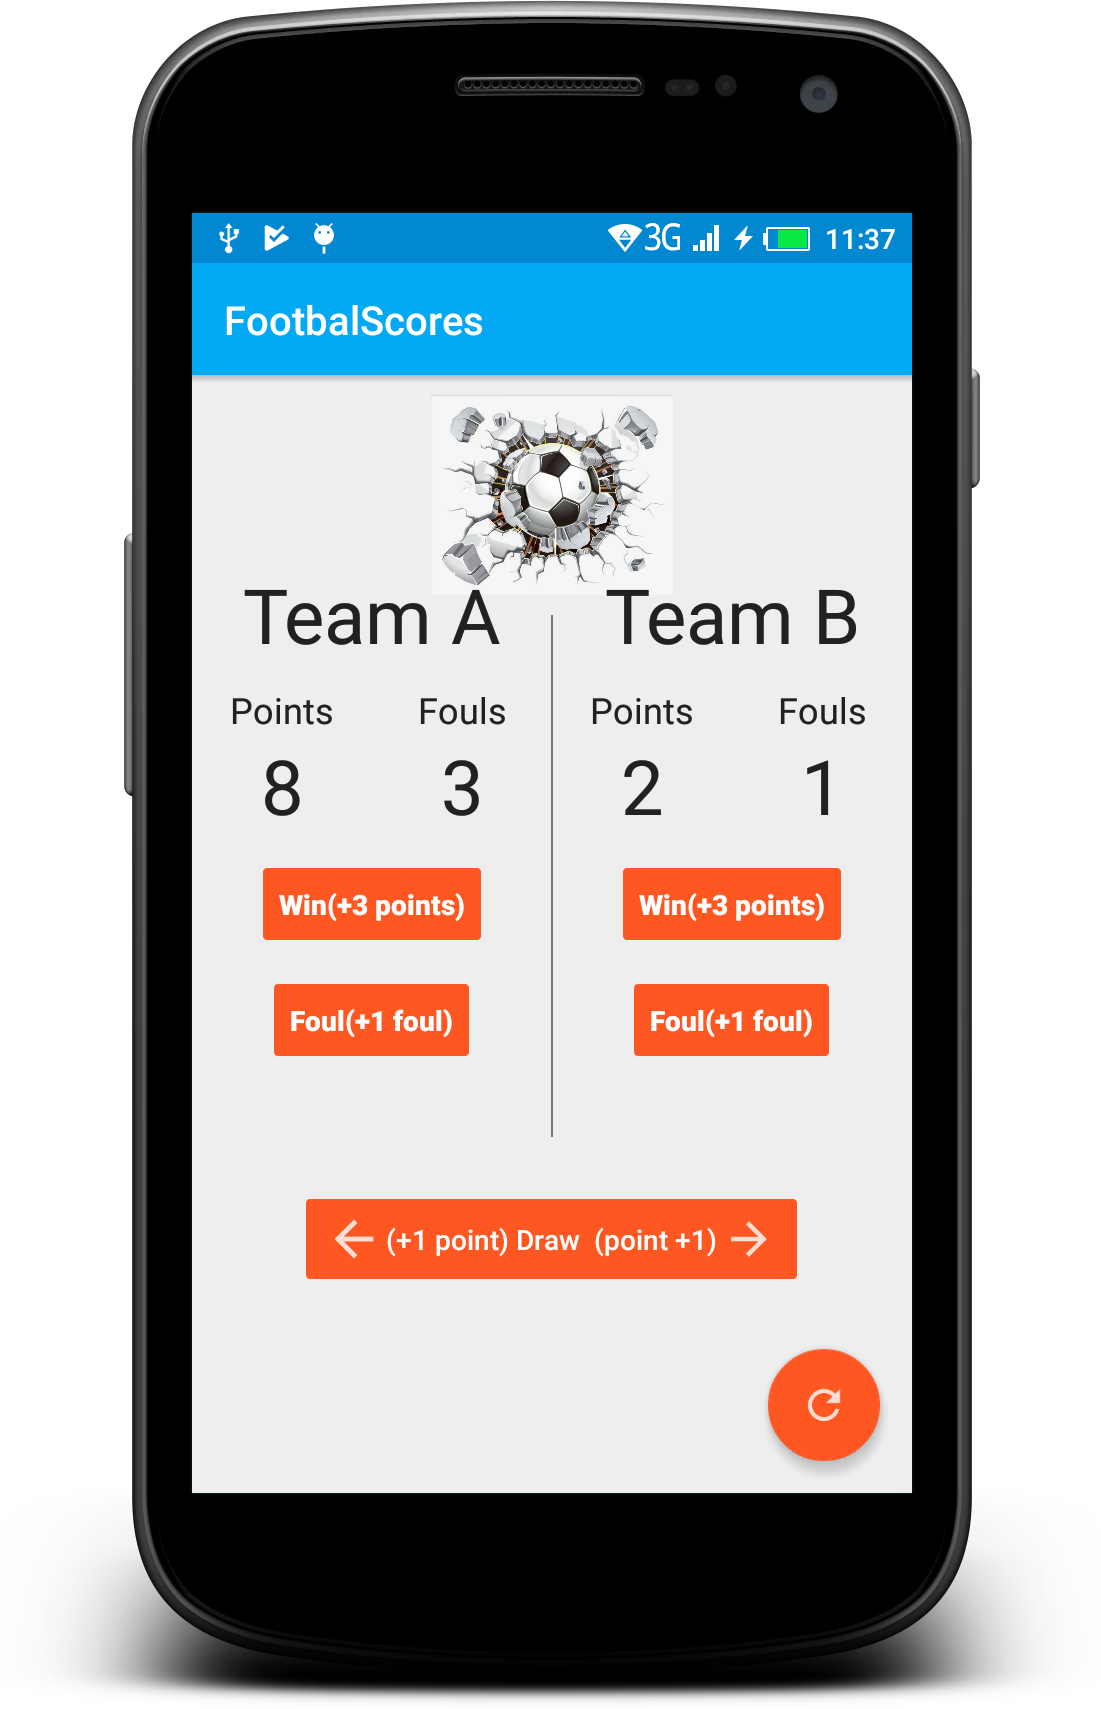 3G 11:37
FootbalScores
Team A Team B
Points Fouls Points Fouls
8 3 2 1
Win(+3 points) Win(+3 points)
Foul(+1 foul) Foul(+1 foul)
(+1 point) Draw (point +1)